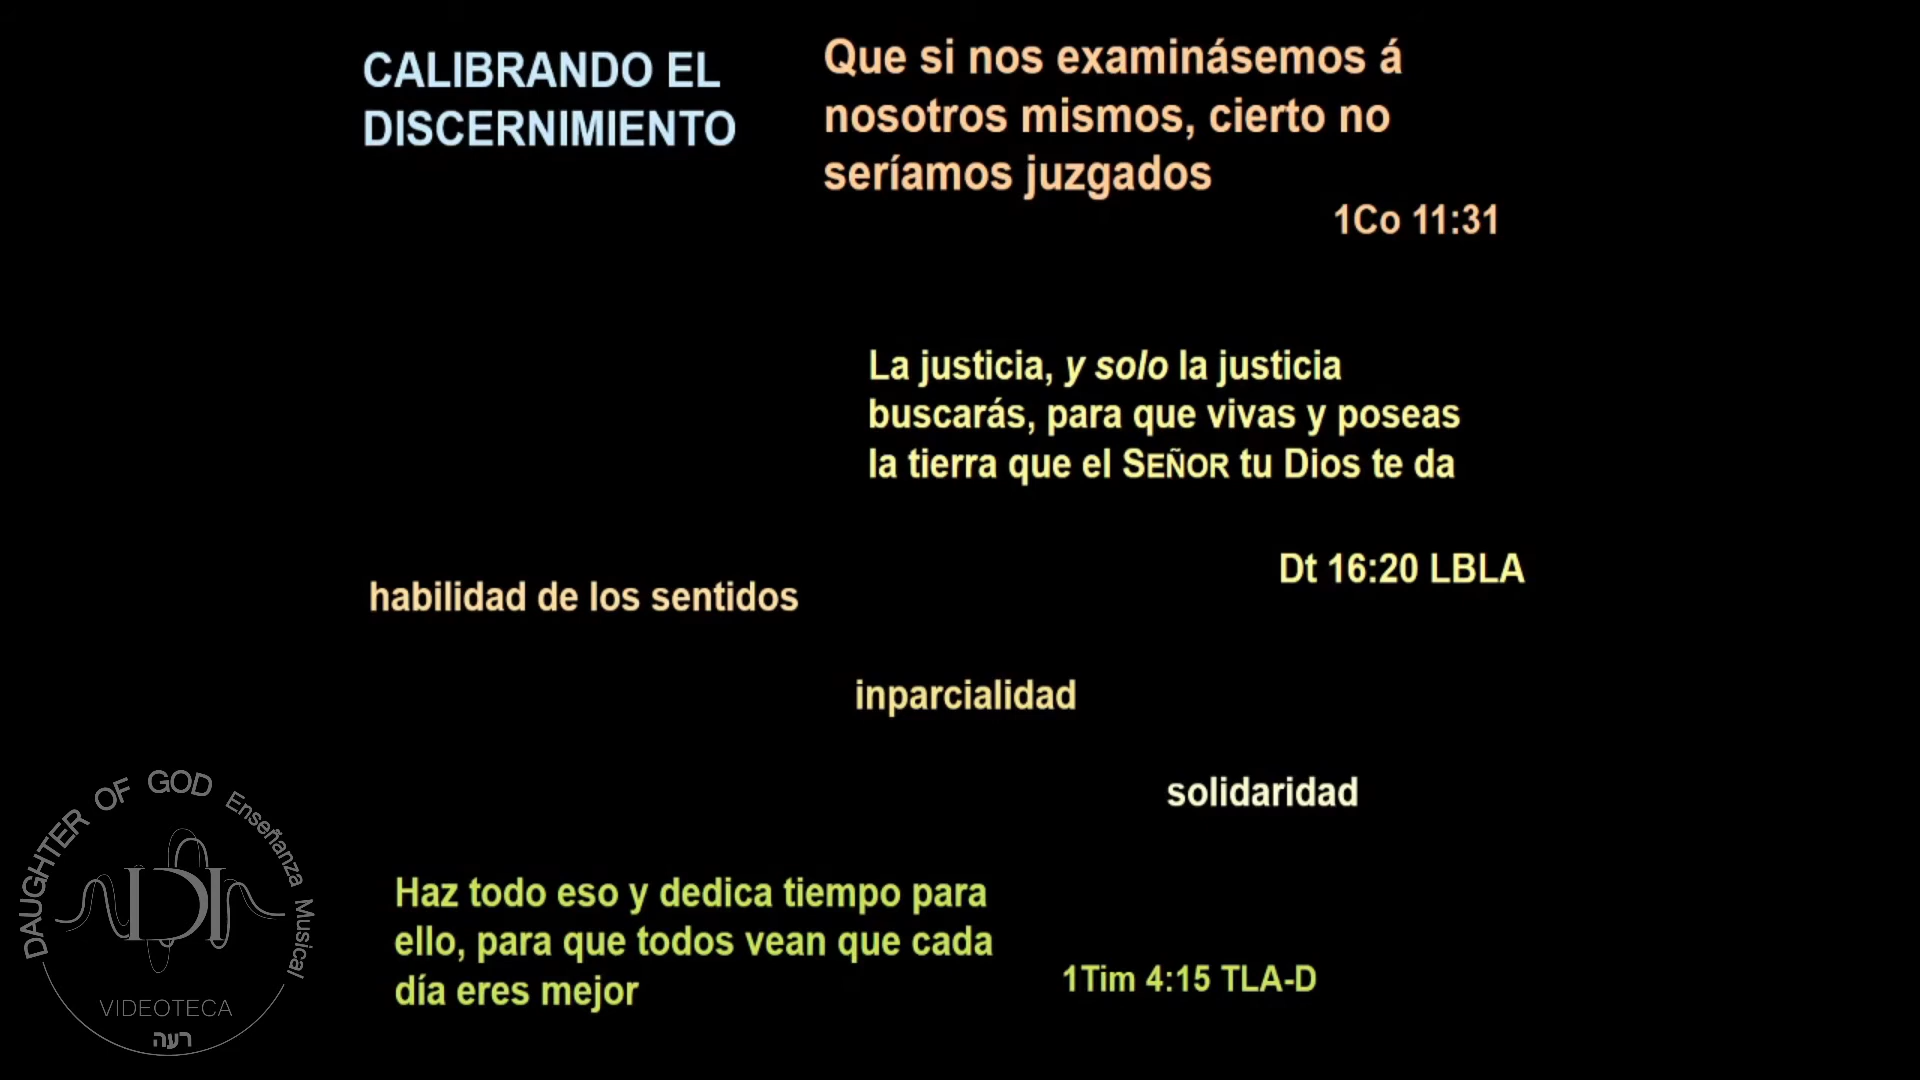 CALIBRANDO EL
DISCERNIMIENTO
Que si nos examinásemos á
nosotros mismos, cierto no
seríamos juzgados
1Co 11:31
La justicia, y solo la justicia
buscarás, para que vivas y poseas
la tierra que el SEÑOR tu Dios te da
Dt 16:20 LBLA
habilidad de los sentidos
inparcialidad
solidaridad
Haz todo eso y dedica tiempo para
ello, para que todos vean que cada
día eres mejor
1Tim 4:15 TLA-D
DAUGHTER OF GOD Enseñanza Musical
DI
VIDEOTECA
רעה